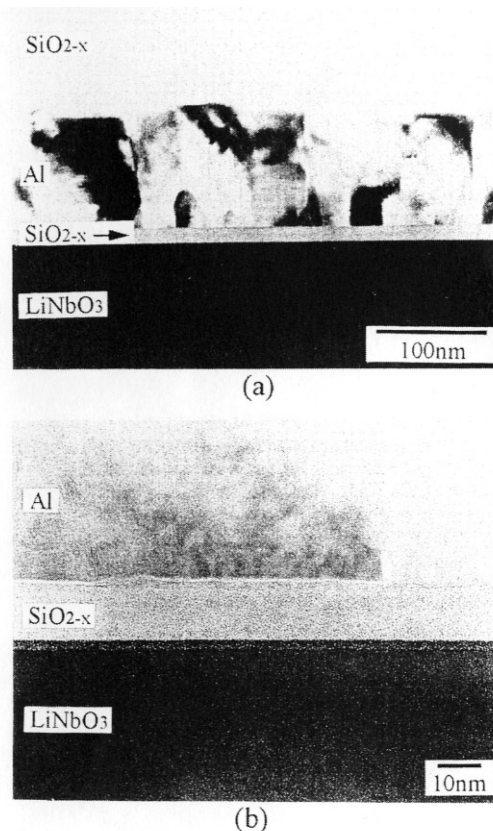 SiO2-x
Al
SiO2-x
LiNbO3
100nm
(a)
Al
SiO2-x
LiNbO3
10nm
(b)